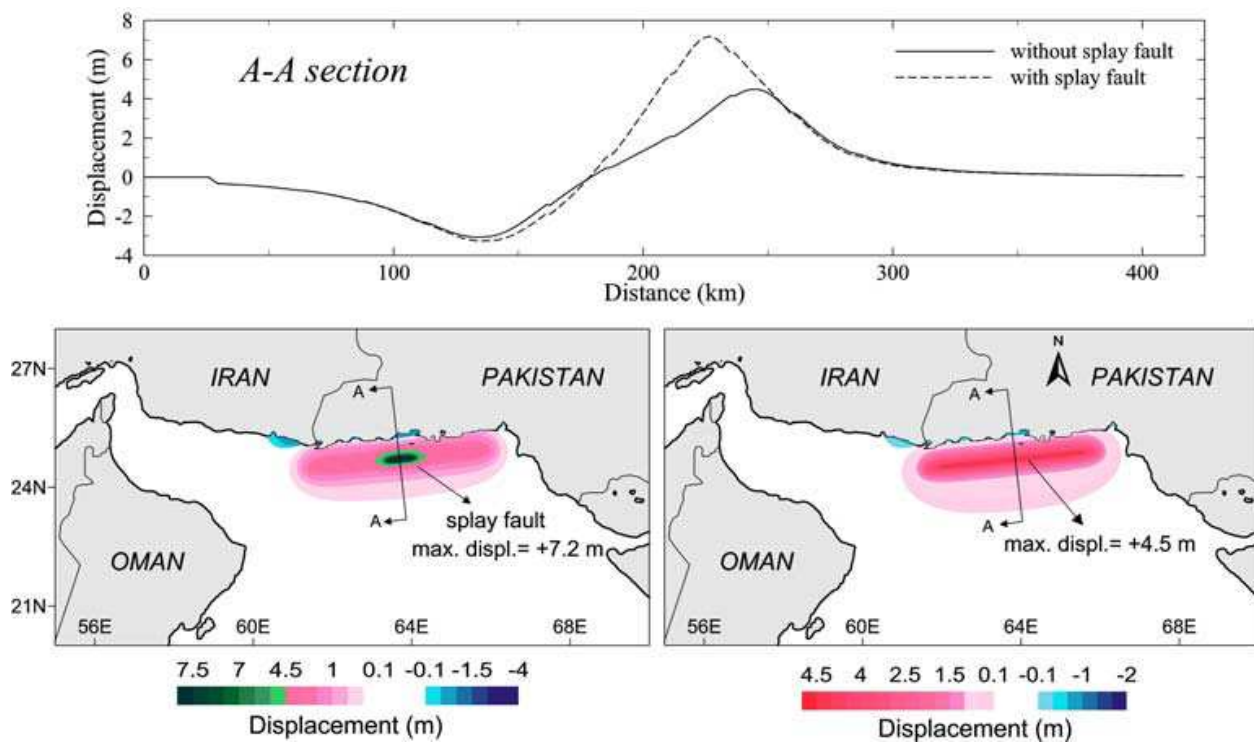 8
6
4
2
0
-2
-4
Displacement (m)
A-A section
without splay fault
with splay fault
0
100
200
300
400
Distance (km)
27N
24N
21N
IRAN
PAKISTAN
A
A
splay fault
max. displ.= +7.2 m
OMAN
56E
60E
64E
68E
7.5 7 4.5 1 0.1 -0.1 -1.5 -4
Displacement (m)
N
IRAN
PAKISTAN
A
A
max. displ.= +4.5 m
OMAN
56E
60E
64E
68E
4.5 4 2.5 1.5 0.1 -0.1 -1 -2
Displacement (m)